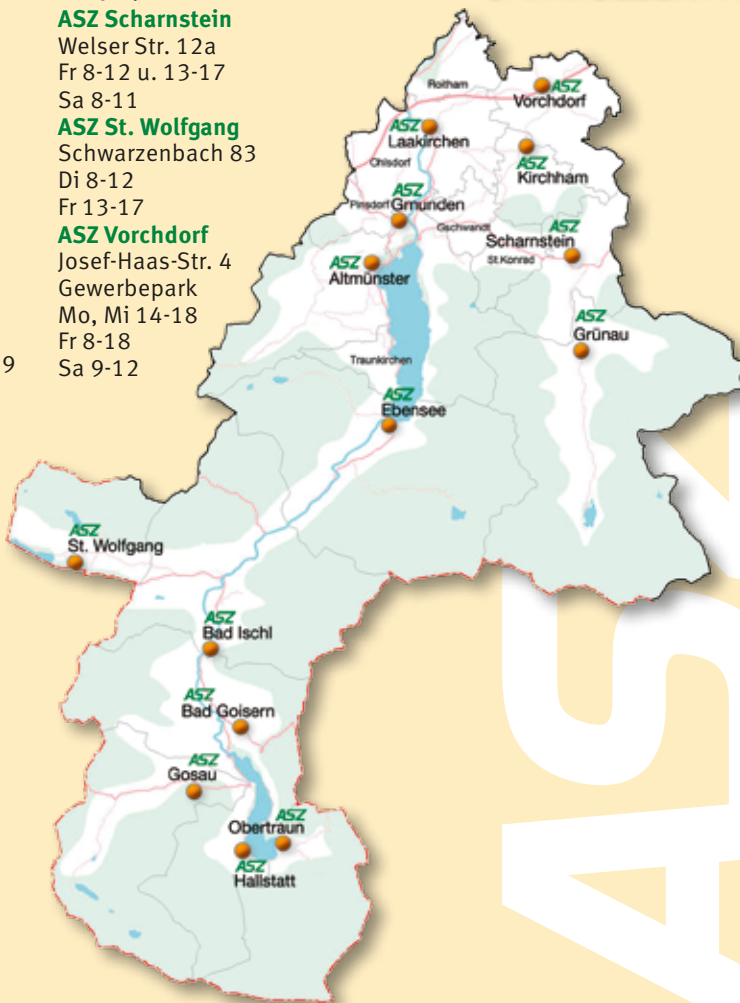 ASZ Scharnstein
Welser Str. 12a
Fr 8-12 u. 13-17
Sa 8-11
ASZ St. Wolfgang
Schwarzenbach 83
Di 8-12
Fr 13-17
ASZ Vorchdorf
Josef-Haas-Str. 4
Gewerbepark
Mo, Mi 14-18
Fr 8-18
Sa 9-12
9
Roitham
ASZ
Vorchdorf
ASZ
Laakirchen
Ohlsdorf
ASZ
Kirchham
ASZ
Pinsdorf
Gmunden
Gschwandt
ASZ
Scharnstein
St.Konrad
ASZ
Altmünster
ASZ
Grünau
Traunkirchen
ASZ
Ebensee
ASZ
St. Wolfgang
ASZ
Bad Ischl
ASZ
Bad Goisern
ASZ
Gosau
ASZ
Obertraun
ASZ
Hallstatt
ASZ